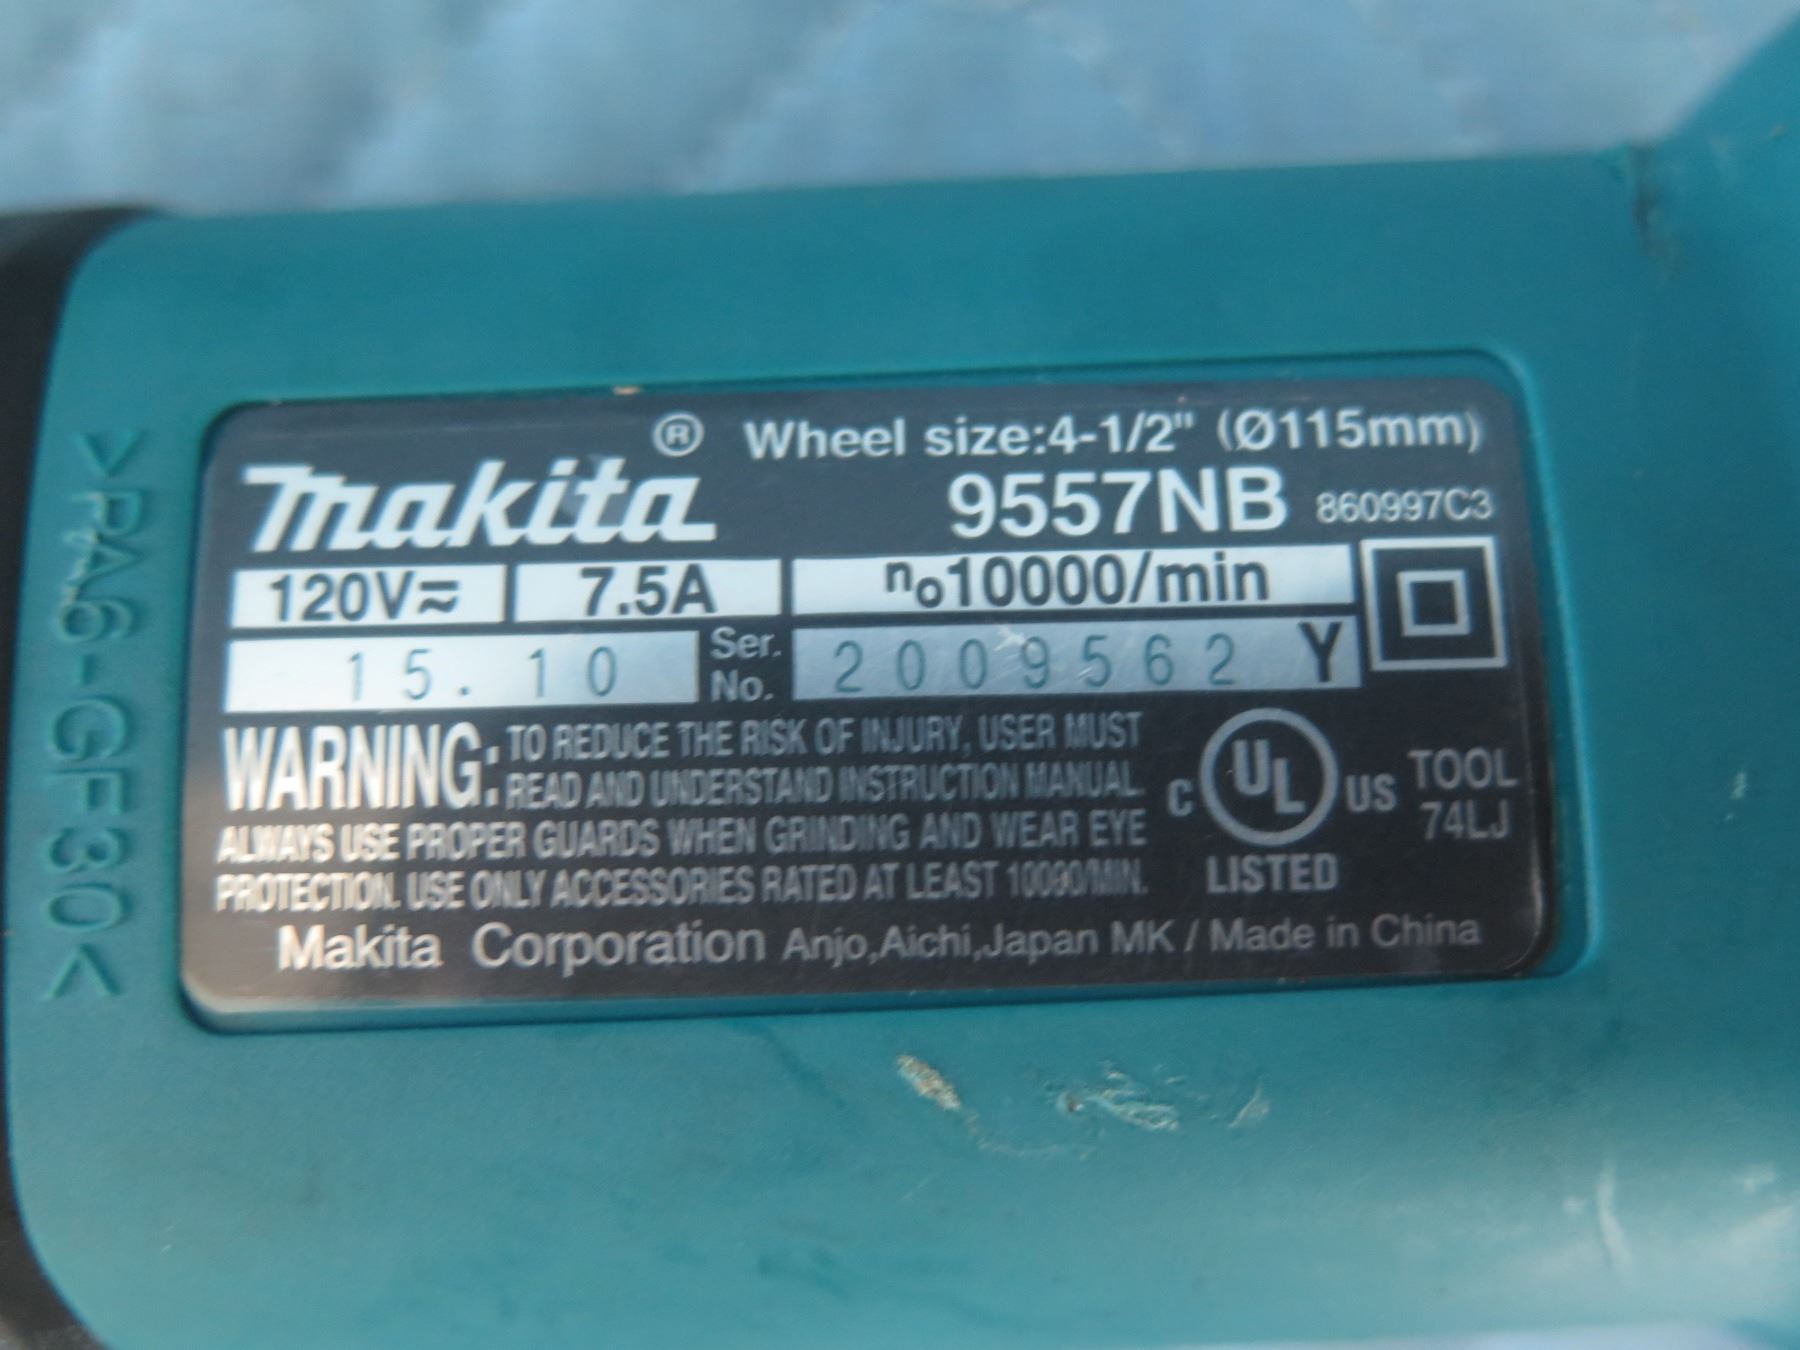 ® Wheel size:4-1/2" (Ø115mm)
makita 9557NB 860997C3
120V⎓ 7.5A n₀10000/min
15. 10 Ser. No. 2009562 Y
WARNING: TO REDUCE THE RISK OF INJURY, USER MUST
READ AND UNDERSTAND INSTRUCTION MANUAL.
ALWAYS USE PROPER GUARDS WHEN GRINDING AND WEAR EYE
PROTECTION. USE ONLY ACCESSORIES RATED AT LEAST 10000/MIN.
C UL US
LISTED
TOOL
74LJ
Makita Corporation Anjo,Aichi,Japan MK / Made in China
>PA6-GF30<